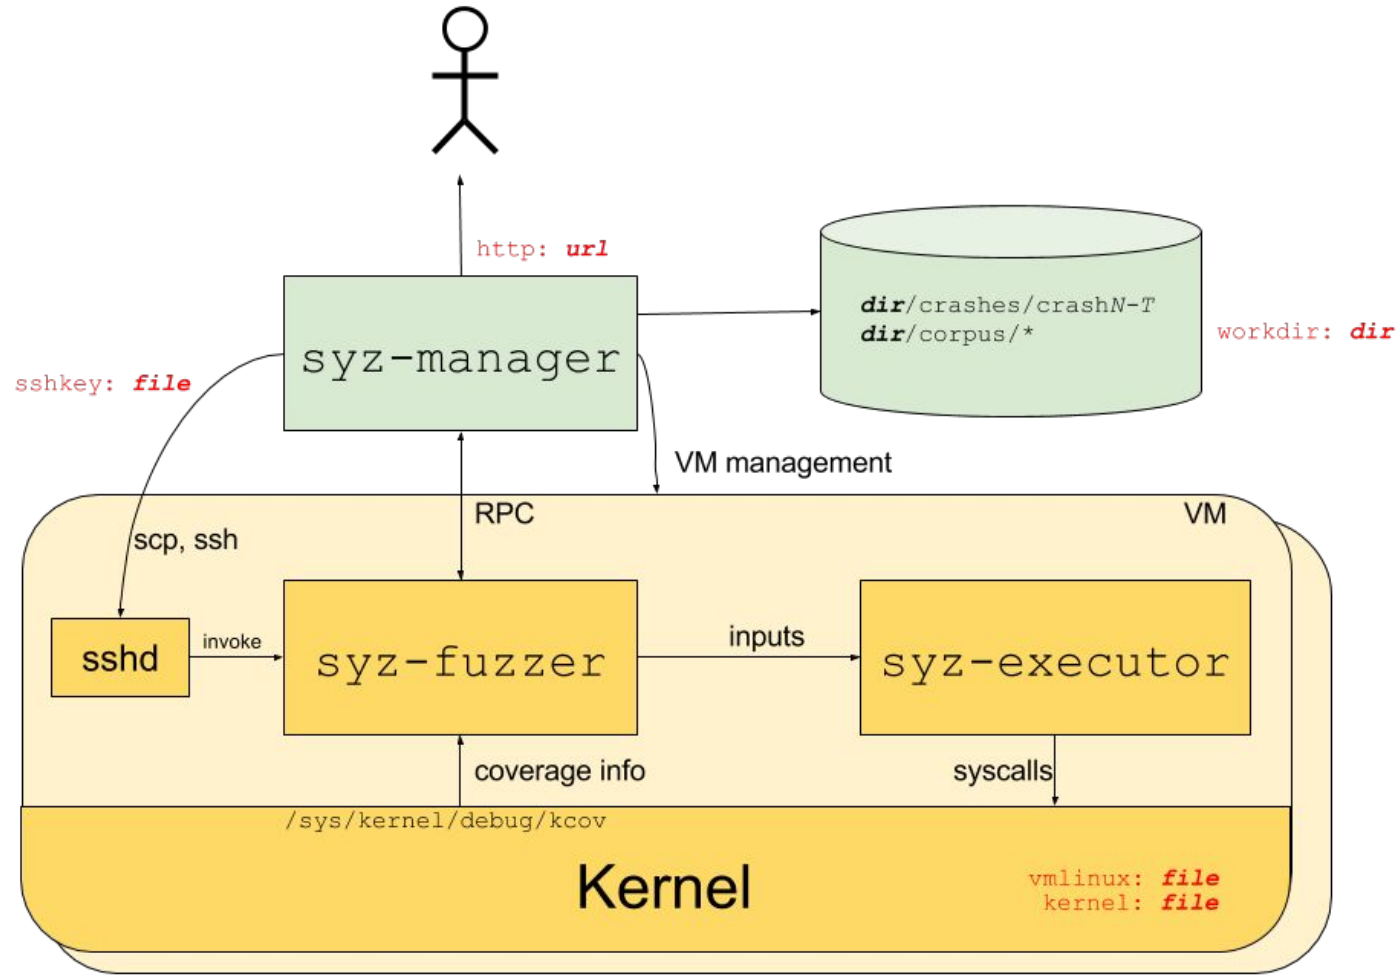 http: url
dir/crashes/crashN-T
dir/corpus/*
workdir: dir
syz-manager
sshkey: file
VM management
RPC
VM
scp, ssh
sshd
invoke
syz-fuzzer
inputs
syz-executor
coverage info
syscalls
/sys/kernel/debug/kcov
Kernel
vmlinux: file
kernel: file